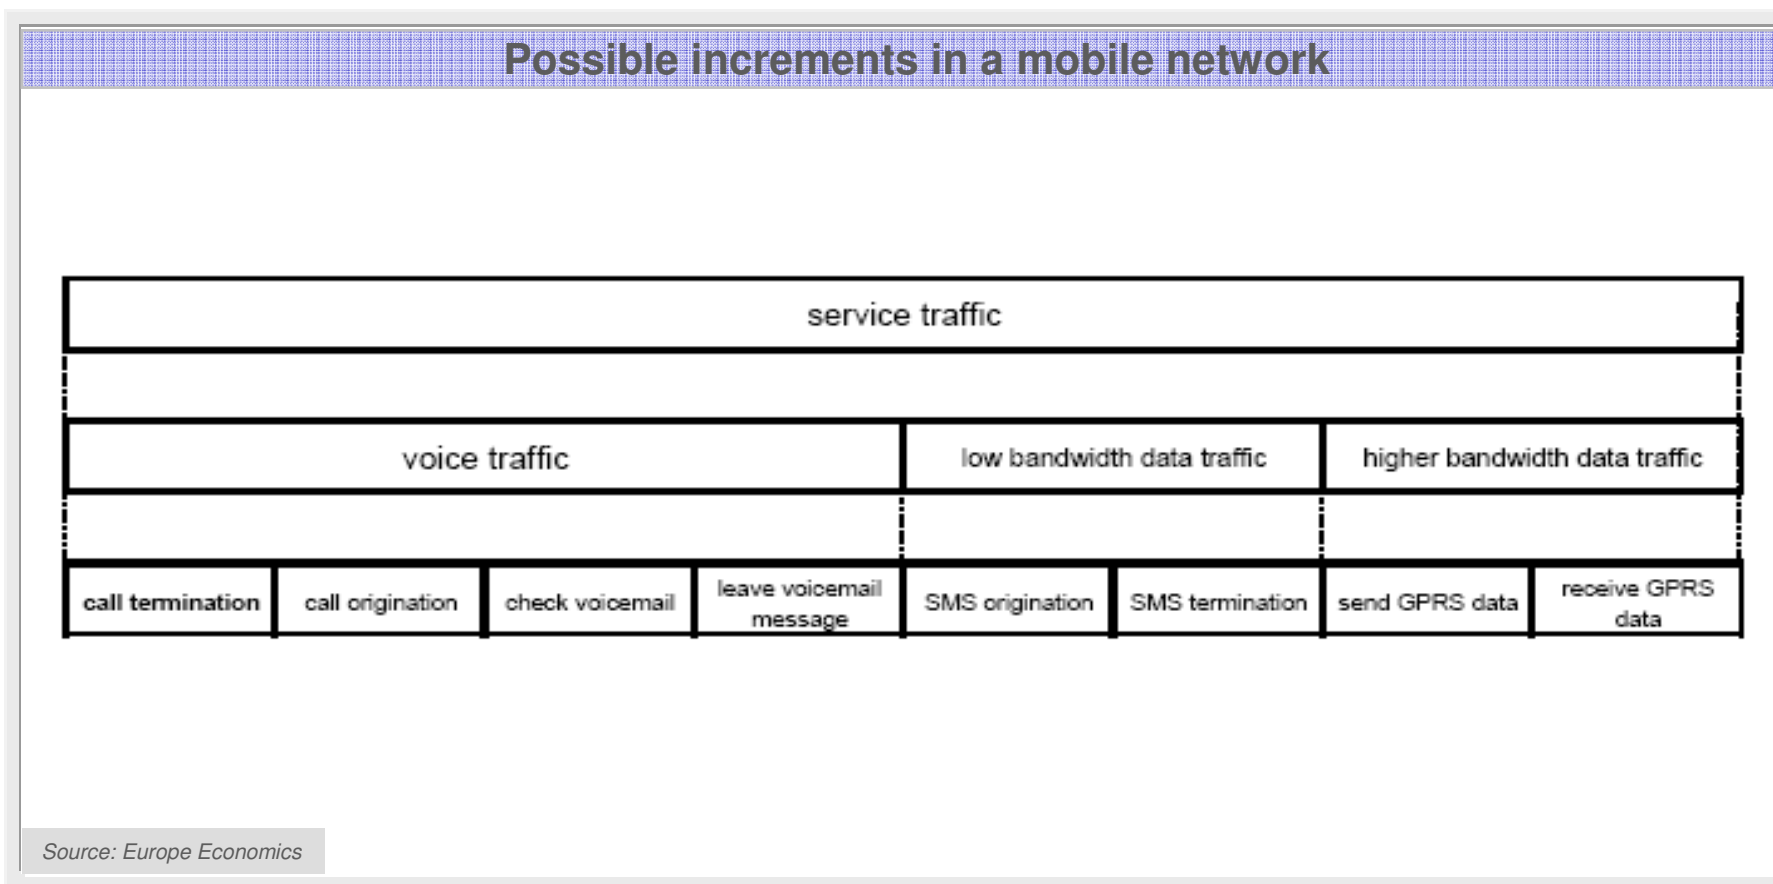 Possible increments in a mobile network
service traffic
voice traffic
low bandwidth data traffic
higher bandwidth data traffic
call termination
call origination
check voicemail
leave voicemail
message
SMS origination
SMS termination
send GPRS data
receive GPRS
data
Source: Europe Economics